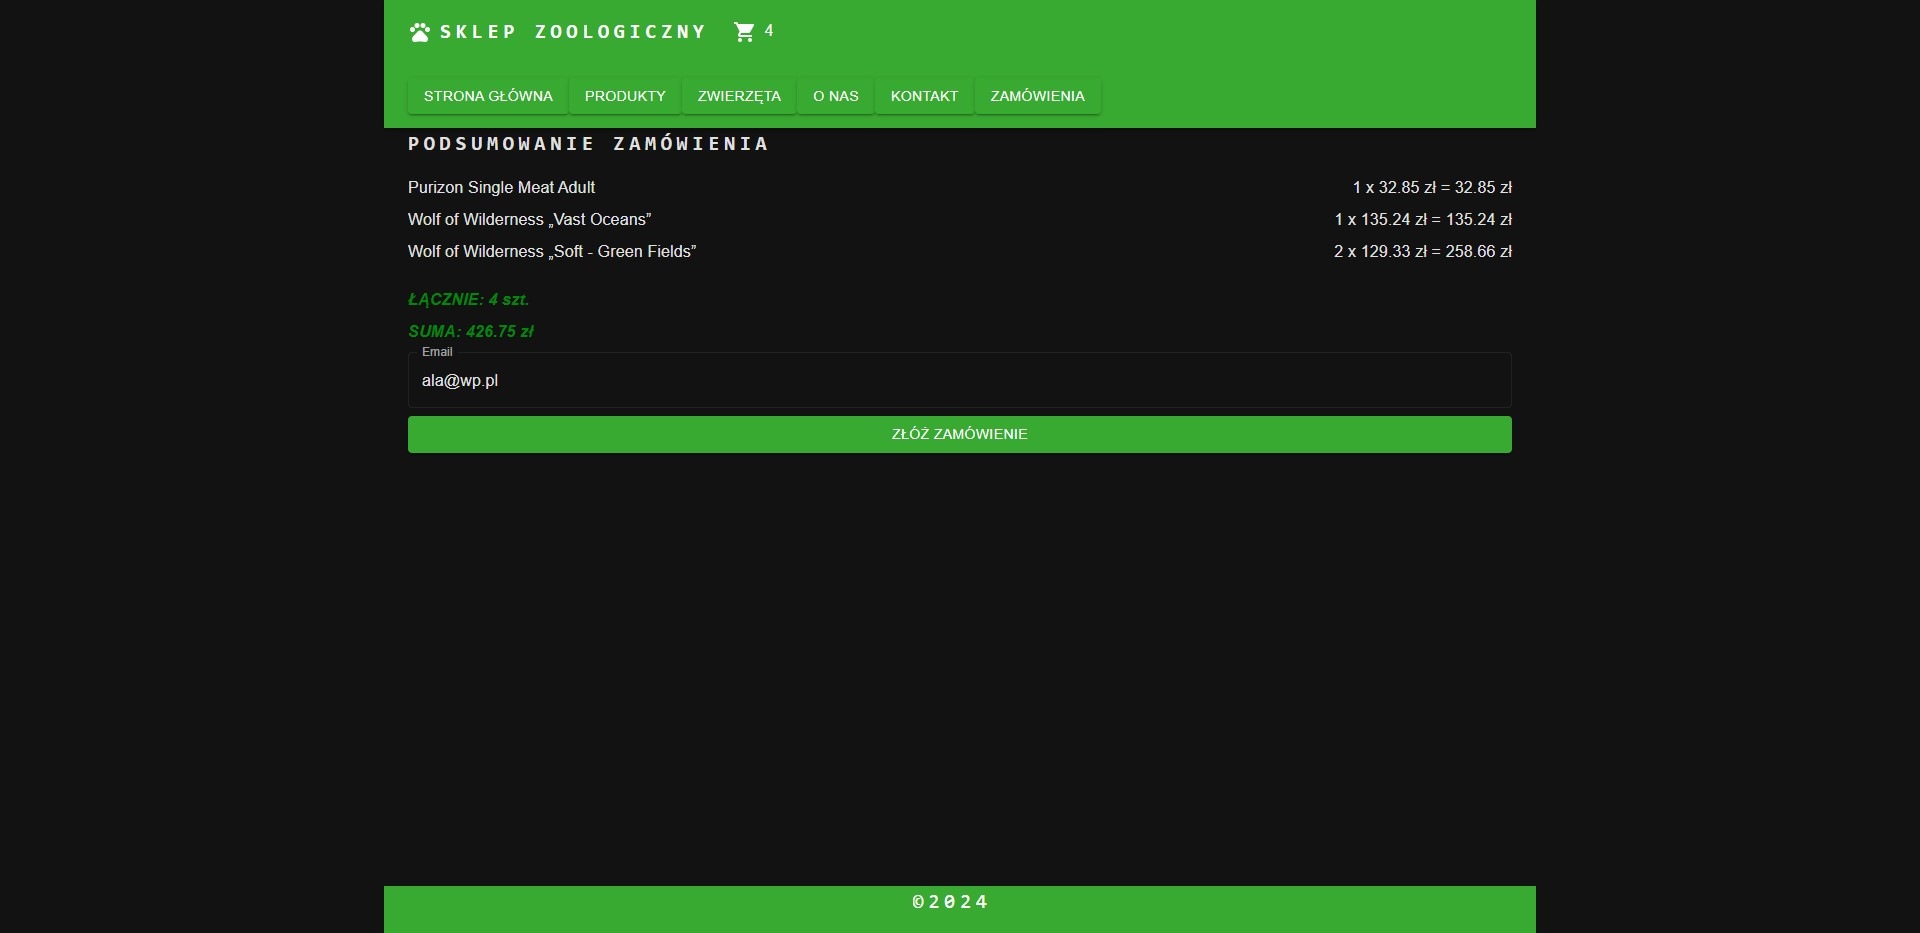 SKLEP ZOOLOGICZNY 4
STRONA GŁÓWNA PRODUKTY ZWIERZĘTA O NAS KONTAKT ZAMÓWIENIA
PODSUMOWANIE ZAMÓWIENIA
Purizon Single Meat Adult 1 x 32.85 zł = 32.85 zł
Wolf of Wilderness „Vast Oceans” 1 x 135.24 zł = 135.24 zł
Wolf of Wilderness „Soft - Green Fields” 2 x 129.33 zł = 258.66 zł
ŁĄCZNIE: 4 szt.
SUMA: 426.75 zł
Email
ala@wp.pl
ZŁÓŻ ZAMÓWIENIE
©2024